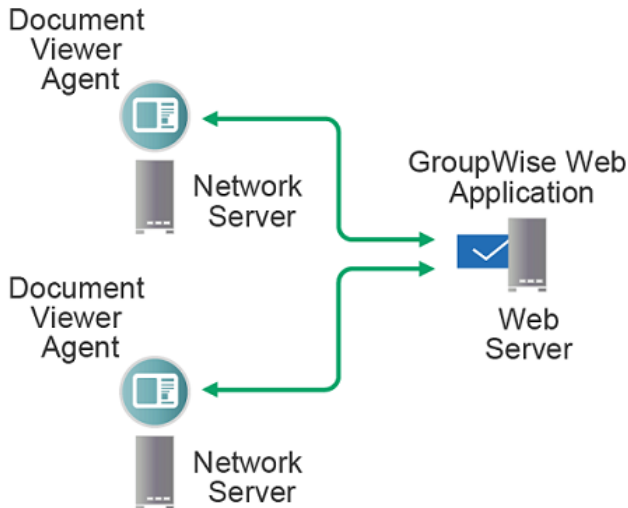 Document
Viewer
Agent
Network
Server
GroupWise Web
Application
Web
Server
Document
Viewer
Agent
Network
Server